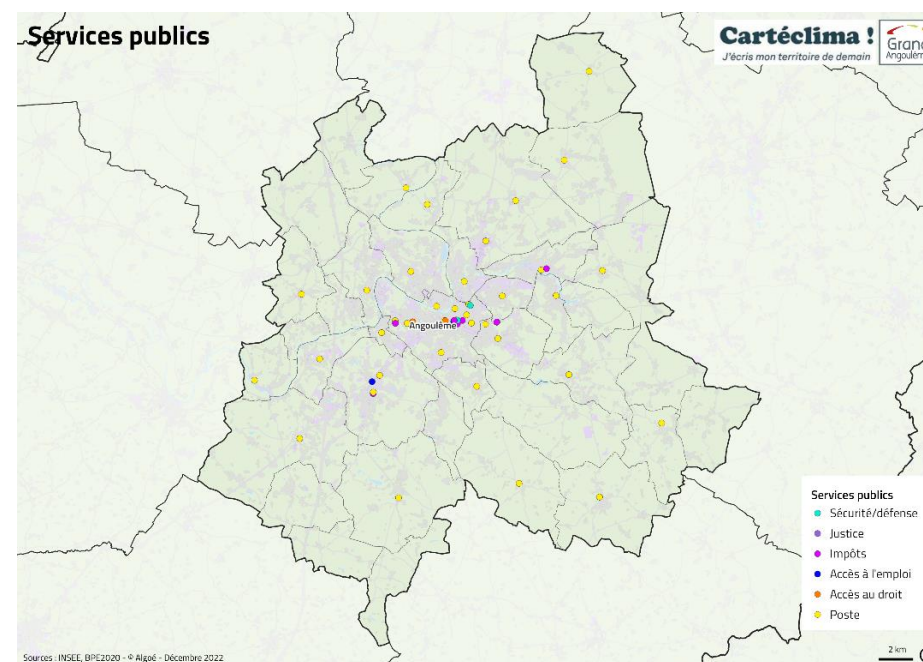 Services publics
Cartéclima !
J'écris mon territoire de demain
Grand
Angoulême
Angoulême
Services publics
Sécurité/défense
Justice
Impôts
Accès à l'emploi
Accès au droit
Poste
2 km
Sources : INSEE, BPE2020 - © Algoé - Décembre 2022